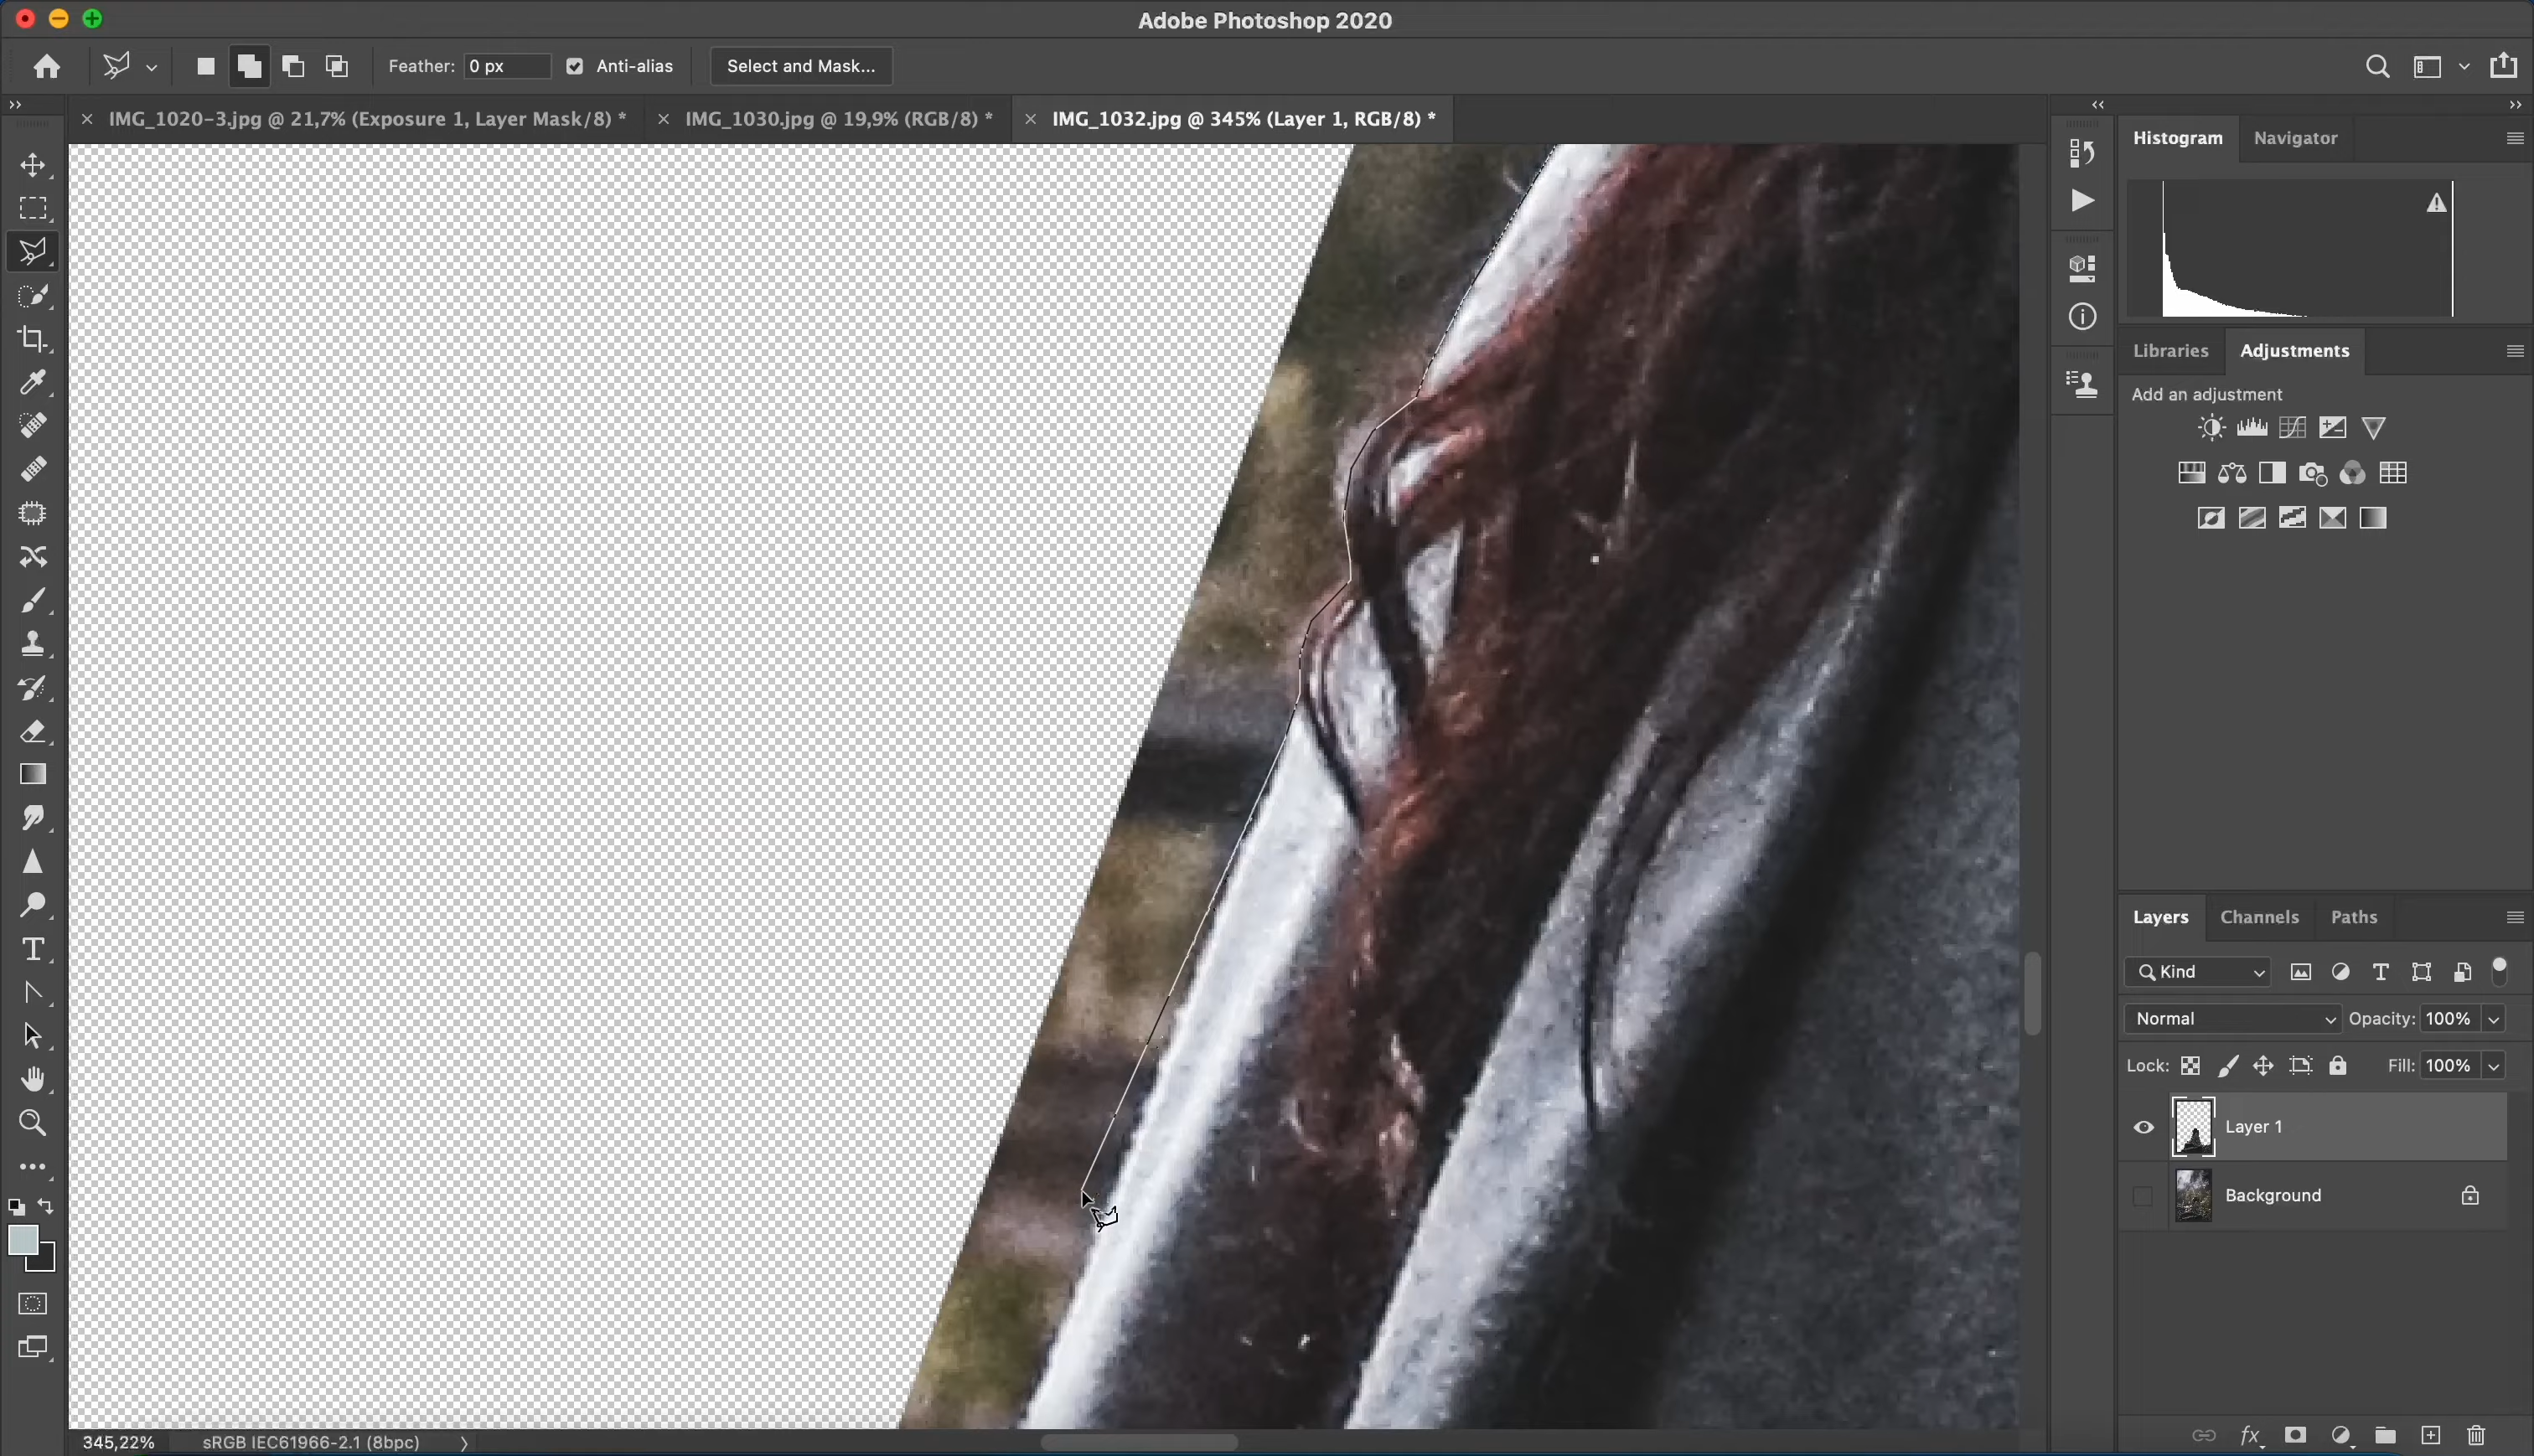 Adobe Photoshop 2020
Feather: 0 px Anti-alias Select and Mask...
IMG_1020-3.jpg @ 21,7% (Exposure 1, Layer Mask/8) * IMG_1030.jpg @ 19,9% (RGB/8) * IMG_1032.jpg @ 345% (Layer 1, RGB/8) *
Histogram Navigator
Libraries Adjustments
Add an adjustment
Layers Channels Paths
Kind
Normal Opacity: 100%
Lock: Fill: 100%
Layer 1
Background
345,22% sRGB IEC61966-2.1 (8bpc)